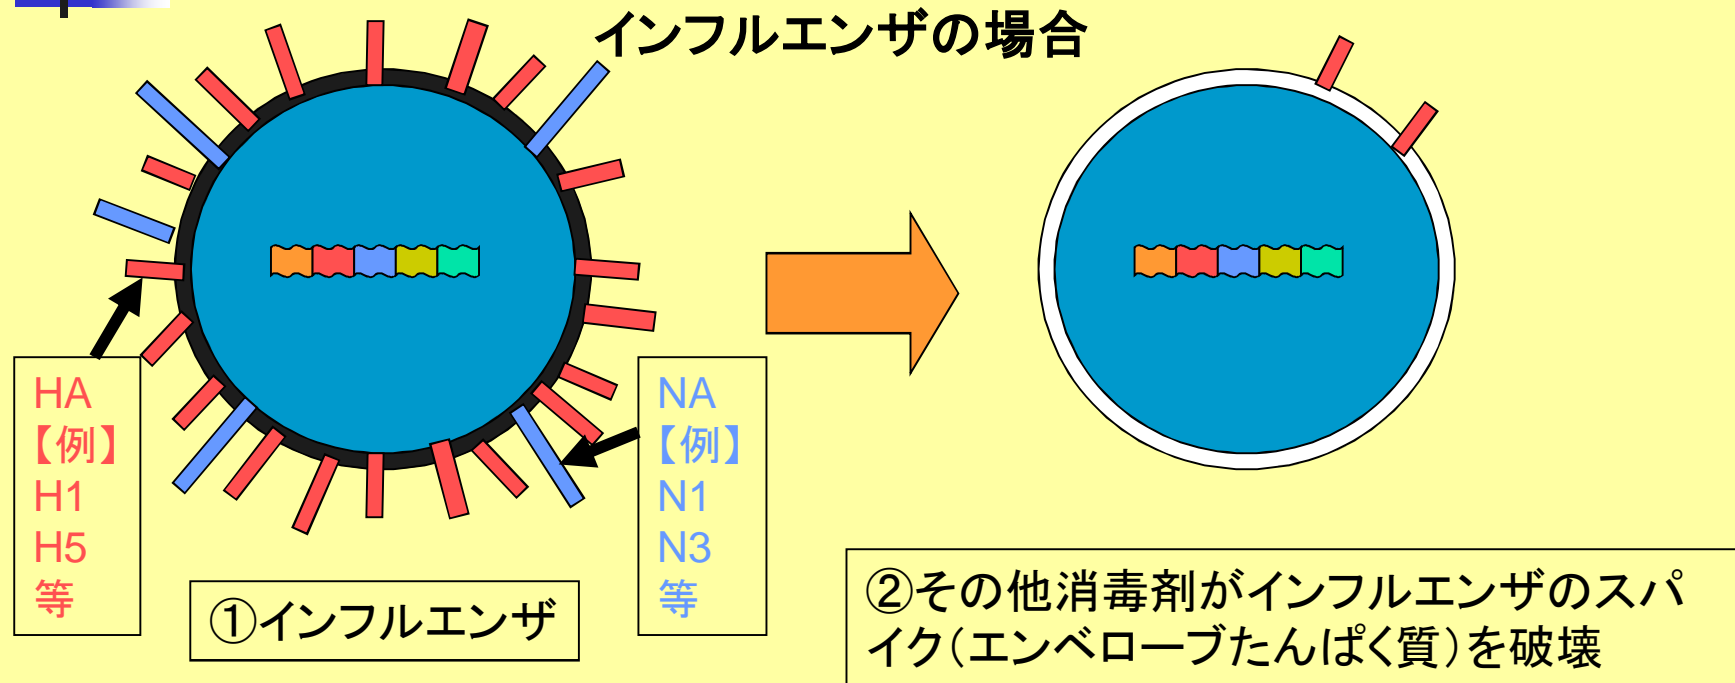 インフルエンザの場合
HA
【例】
H1
H5
等
NA
【例】
N1
N3
等
①インフルエンザ
②その他消毒剤がインフルエンザのスパ
イク(エンベローブたんぱく質)を破壊